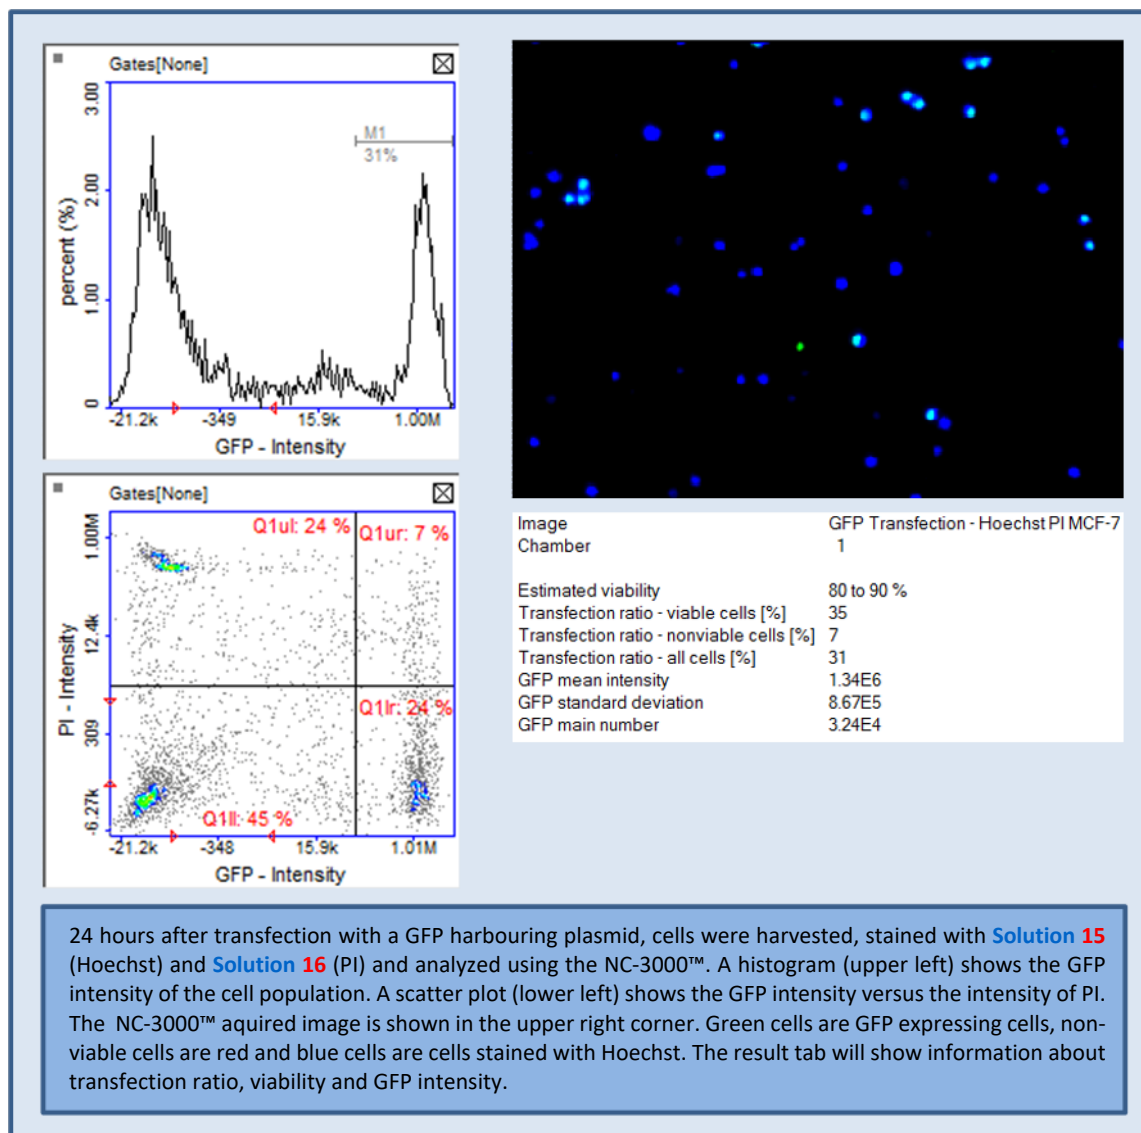 Gates[None]
3.00
2.00
1.00
0
percent (%)
M1
31%
-21.2k
-349
15.9k
1.00M
GFP - Intensity
Image
GFP Transfection - Hoechst PI MCF-7
Chamber
1
Estimated viability
80 to 90 %
Transfection ratio - viable cells [%]
35
Transfection ratio - nonviable cells [%]
7
Transfection ratio - all cells [%]
31
GFP mean intensity
1.34E6
GFP standard deviation
8.67E5
GFP main number
3.24E4
Gates[None]
1.00M
12.4k
309
-6.27k
PI - Intensity
Q1ul: 24 %
Q1ur: 7 %
Q1lr: 24 %
Q1ll: 45 %
-21.2k
-348
15.9k
1.01M
GFP - Intensity
24 hours after transfection with a GFP harbouring plasmid, cells were harvested, stained with Solution 15
(Hoechst) and Solution 16 (PI) and analyzed using the NC-3000™. A histogram (upper left) shows the GFP
intensity of the cell population. A scatter plot (lower left) shows the GFP intensity versus the intensity of PI.
The NC-3000™ aquired image is shown in the upper right corner. Green cells are GFP expressing cells, non-
viable cells are red and blue cells are cells stained with Hoechst. The result tab will show information about
transfection ratio, viability and GFP intensity.